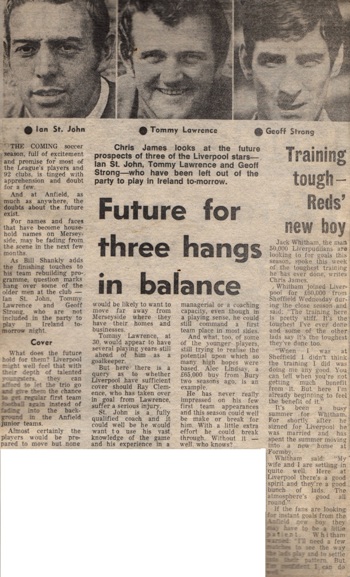 ● Ian St. John
● Tommy Lawrence
● Geoff Strong
Chris James looks at the future
prospects of three of the Liverpool stars—
Ian St. John, Tommy Lawrence and Geoff
Strong—who have been left out of the
party to play in Ireland to-morrow.
Future for
three hangs
in balance
THE COMING soccer
season, full of excitement
and promise for most of
the League's players and
92 clubs, is tinged with
apprehension and doubt
for a few.
And at Anfield, as
much as anywhere, the
doubts about the future
exist.
For names and faces
that have become house-
hold names on Mersey-
side, may be fading from
the scene in the next few
months.
As Bill Shankly adds
the finishing touches to
his team rebuilding pro-
gramme, question marks
hang over some of the
older men at the club —
Ian St. John, Tommy
Lawrence and Geoff
Strong, who are not
included in the party
to play in Ireland to-
morrow night.
Cover
What does the future
hold for them? Liverpool
might well feel that with
their depth of talented
youngsters, they can
afford to let the trio go
and give them the chance
to get regular first team
football again instead of
fading into the back-
ground in the Anfield
junior teams.
Almost certainly the
players would be pre-
pared to move but none
would be likely to want to
move far away from
Merseyside where they
have their homes and
businesses.
Tommy Lawrence, at
30, would appear to have
several playing years still
ahead of him as a
goalkeeper.
But here there is a
query as to whether
Liverpool have sufficient
cover should Ray Clem-
ence, who has taken over
in goal from Lawrence,
suffer a serious injury.
St. John is a fully
qualified coach and it
could well be he would
want to use his vast
knowledge of the game
and his experience in a
managerial or a coaching
capacity, even though in
a playing sense, he could
still command a first
team place in most sides.
And what, too, of some
of the younger players,
still trying to realise the
potential upon which so
many high hopes were
based. Alec Lindsay, a
£65,000 buy from Bury
two seasons ago, is an
example.
He has never really
impressed on his few
first team appearances
and this season could well
be make or break for
him. With a little extra
effort he could break
through. Without it —
well, who knows?
Training
tough—
Reds'
new boy
Jack Whitham, the man
50,000 Liverpudlians are
looking to for goals this
season, spoke this week
of the toughest training
he has ever done, writes
Chris James.
Whitham joined Liver-
pool for £60,000 from
Sheffield Wednesday dur-
ing the close season and
said, "The training here
is pretty stiff. It's the
toughest I've ever done
and some of the other
lads say it's the toughest
they've done too.
"When I was at
Sheffield I didn't think
the training there was
doing me any good. You
can tell when you're not
getting much benefit
from it. But here I'm
already beginning to feel
the benefit of it."
It's been a busy
summer for Whitham.
For shortly after he
signed for Liverpool he
was married and he
spent the summer moving
into a new home at
Formby.
Whitham said: "My
wife and I are settling in
quite well. Here at
Liverpool there's a good
spirit and they're a good
bunch of lads. The
atmosphere's good all
round."
If the fans are looking
for instant goals from the
Anfield new boy, they
may have to be a little
patient. Whitham
warned: "I'll need a few
matches to see the way
the lads play and to settle
into their pattern. But
I'm confident I can do